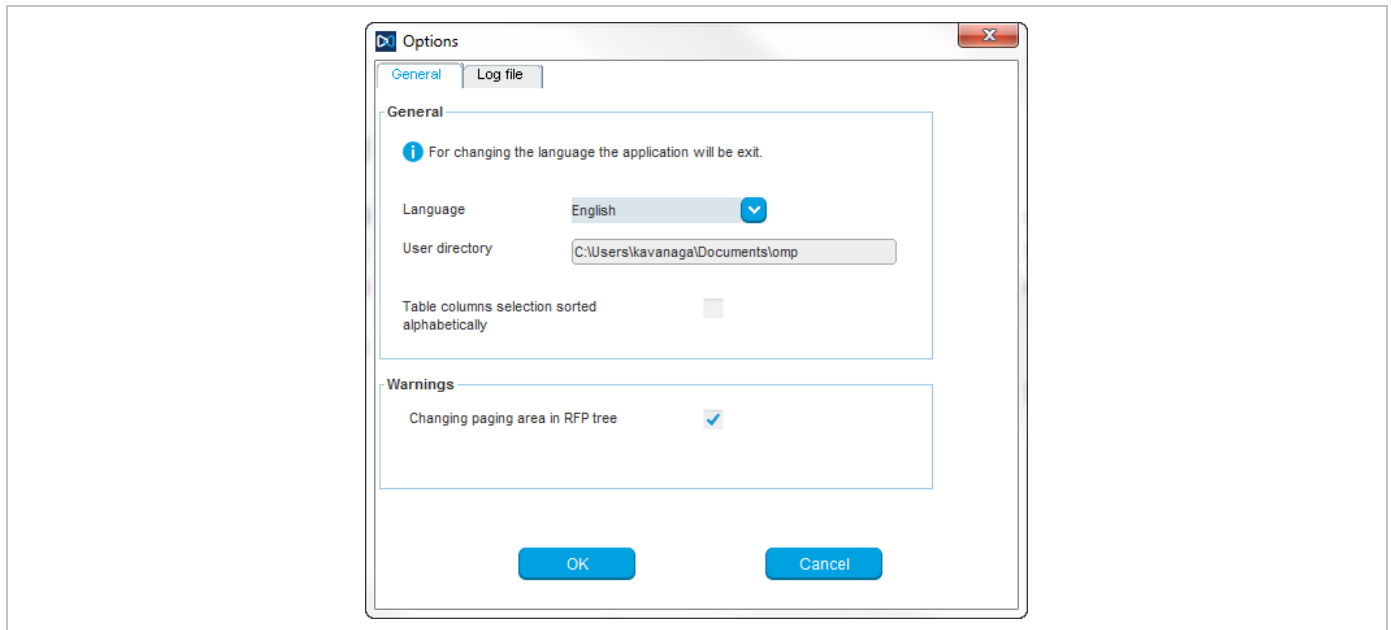 Options
General
Log file
General
For changing the language the application will be exit.
Language
English
User directory
C:\Users\kavanaga\Documents\omp
Table columns selection sorted
alphabetically
Warnings
Changing paging area in RFP tree
OK
Cancel